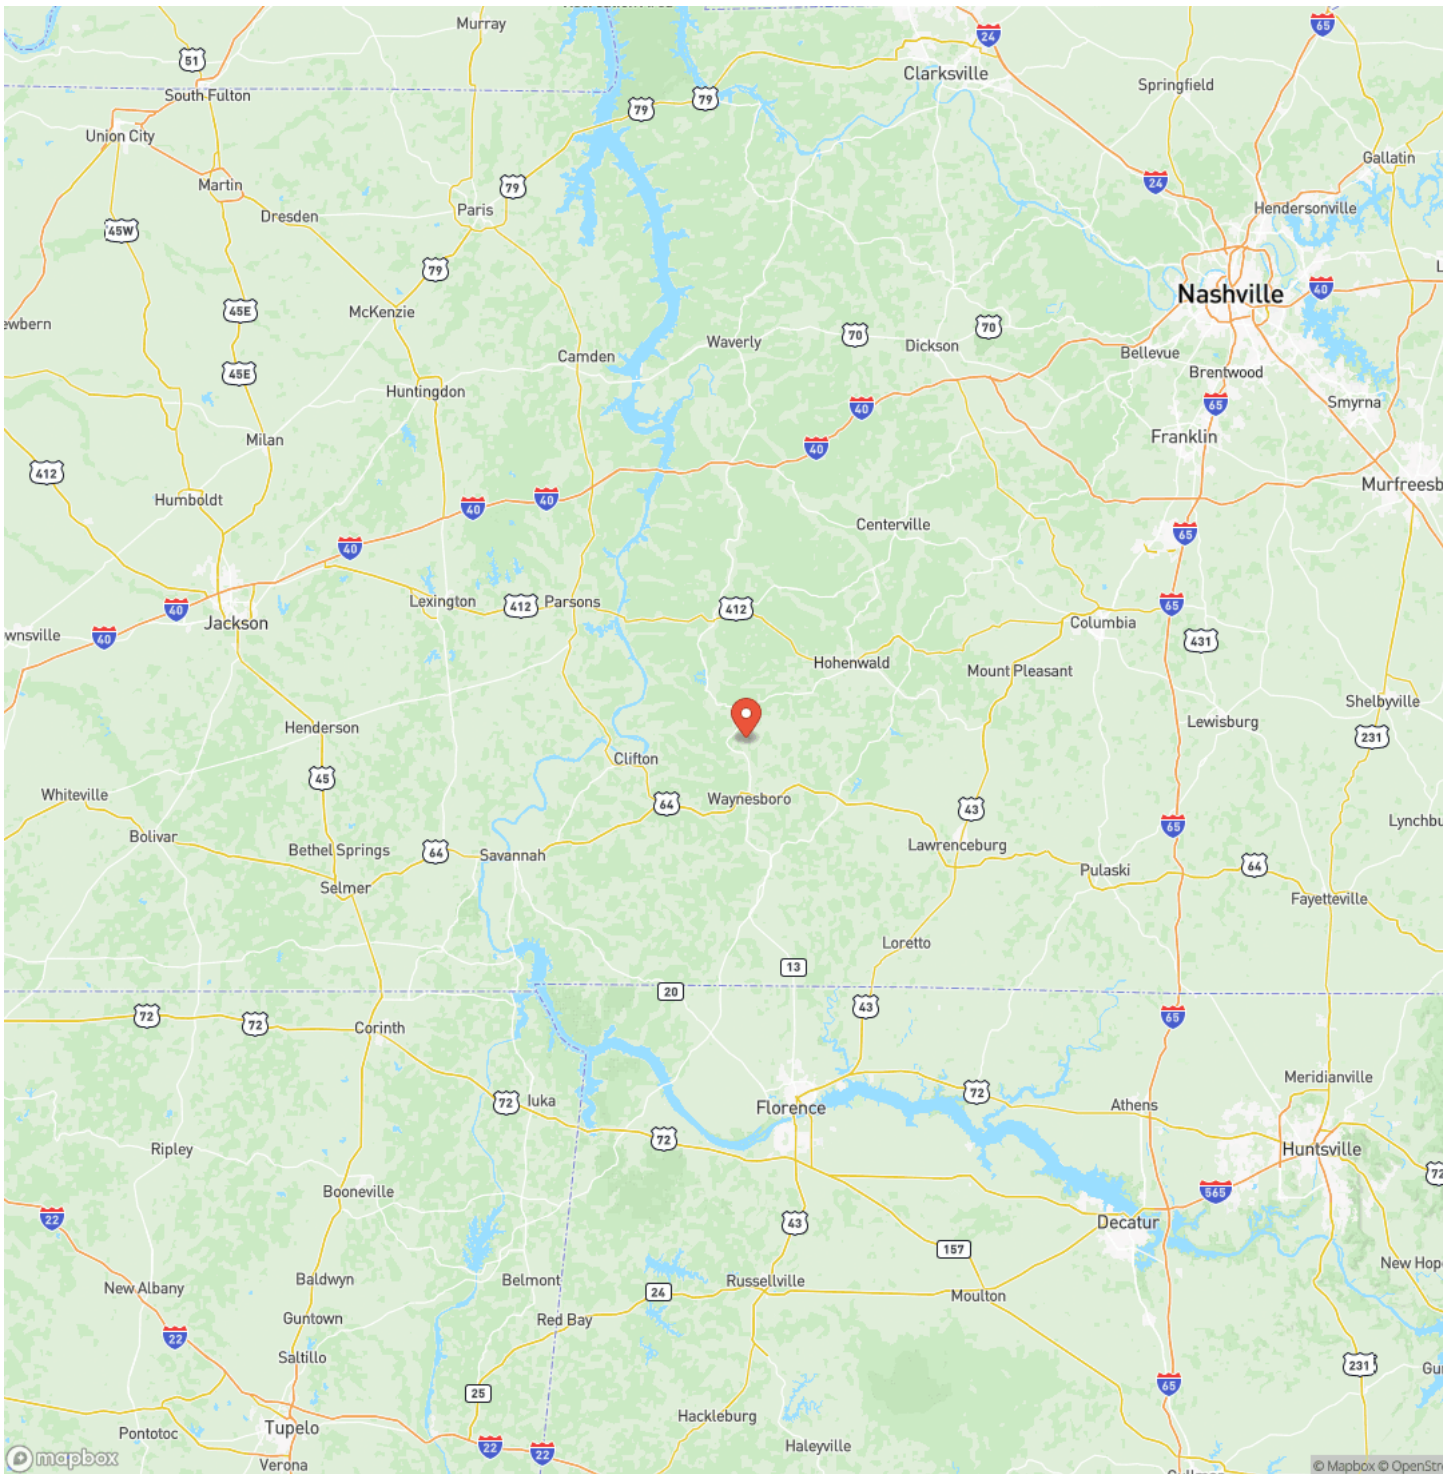 Murray
24
65
51
Clarksville
Springfield
South Fulton
79
79
Union City
Gallatin
Martin
79
24
Paris
Dresden
Hendersonville
45W
79
40
Nashville
45E
McKenzie
ewbern
70
70
Waverly
Dickson
Camden
Bellevue
45E
Brentwood
Huntingdon
65
Smyrna
40
Milan
40
Franklin
412
Murfreesb
Humboldt
40
40
Centerville
65
40
Lexington
412
Parsons
412
65
40
Jackson
Columbia
40
wnsville
431
Hohenwald
Mount Pleasant
Shelbyville
Henderson
Lewisburg
231
Clifton
45
Whiteville
64
Waynesboro
43
Lynchbu
65
Bolivar
Bethel Springs
64
Savannah
Lawrenceburg
64
Pulaski
Selmer
Fayetteville
Loretto
13
20
43
72
72
65
Corinth
Meridianville
72
Iuka
72
Athens
Florence
72
Ripley
Huntsville
72
Booneville
565
22
43
Decatur
157
New Hop
Baldwyn
Belmont
Russellville
New Albany
24
Moulton
Guntown
Red Bay
22
Saltillo
231
Gu
65
25
Hackleburg
Tupelo
Pontotoc
22
22
Haleyville
mapbox
Verona
© Mapbox © OpenStr